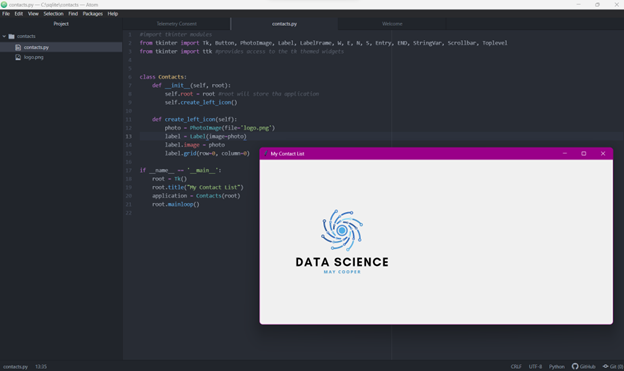 contacts.py — C:\sqlite\contacts — Atom
File Edit View Selection Find Packages Help
Project
Telemetry Consent
contacts.py
Welcome
contacts
contacts.py
logo.png
1 #import tkinter modules
2 from tkinter import Tk, Button, PhotoImage, Label, LabelFrame, W, E, N, S, Entry, END, StringVar, Scrollbar, Toplevel
3 from tkinter import ttk #provides access to the tk themed widgets
4
5
6 class Contacts:
7 def __init__(self, root):
8 self.root = root #root will store the application
9 self.create_left_icon()
10
11 def create_left_icon(self):
12 photo = PhotoImage(file='logo.png')
13 label = Label(image=photo)
14 label.image = photo
15 label.grid(row=0, column=0)
16
17 if __name__ == '__main__':
18 root = Tk()
19 root.title("My Contact List")
20 application = Contacts(root)
21 root.mainloop()
22
My Contact List
DATA SCIENCE
MAY COOPER
contacts.py 13:35
CRLF UTF-8 Python GitHub Git (0)